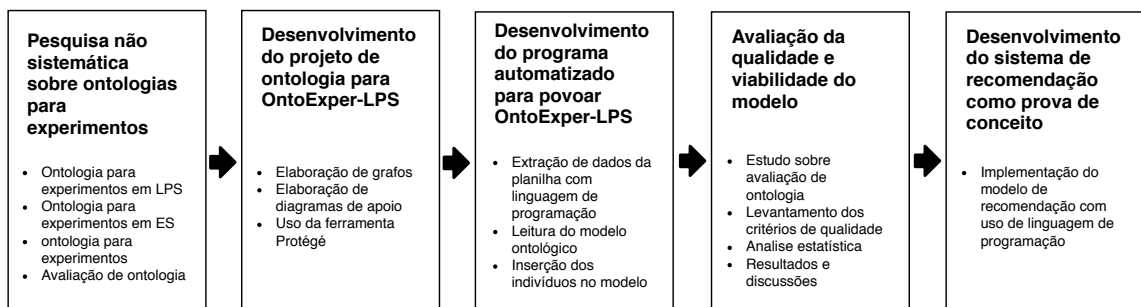 Pesquisa não
sistemática
sobre ontologias
para
experimentos
• Ontologia para
experimentos em LPS
• Ontologia para
experimentos em ES
• ontologia para
experimentos
• Avaliação de ontologia
Desenvolvimento
do projeto de
ontologia para
OntoExper-LPS
• Elaboração de grafos
• Elaboração de
diagramas de apoio
• Uso da ferramenta
Protégé
Desenvolvimento
do programa
automatizado
para povoar
OntoExper-LPS
• Extração de dados da
planilha com
linguagem de
programação
• Leitura do modelo
ontológico
• Inserção dos
indivíduos no modelo
Avaliação da
qualidade e
viabilidade do
modelo
• Estudo sobre
avaliação de
ontologia
• Levantamento dos
critérios de qualidade
• Analise estatística
• Resultados e
discussões
Desenvolvimento
do sistema de
recomendação
como prova de
conceito
• Implementação do
modelo de
recomendação com
uso de linguagem de
programação